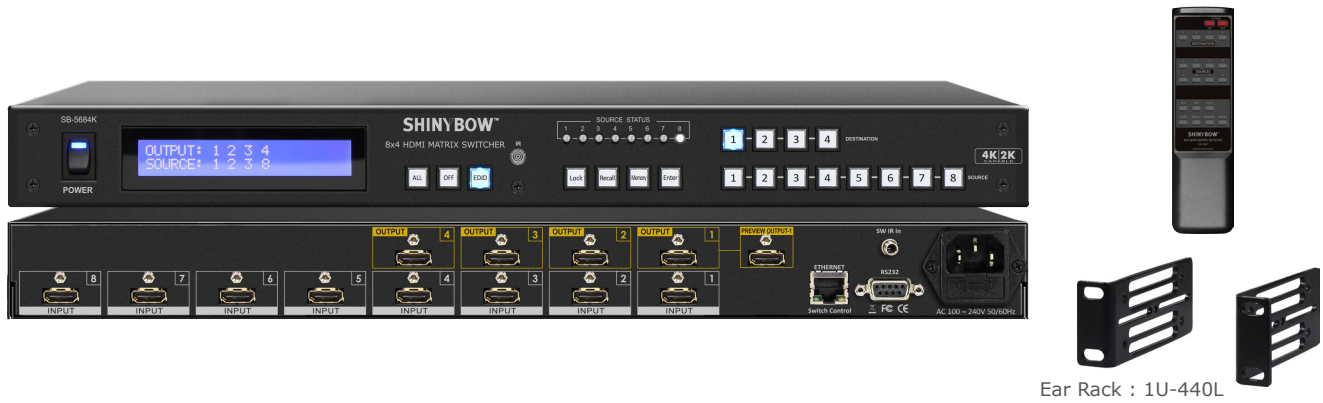 SB-5684K
POWER
OUTPUT: 1 2 3 4
SOURCE: 1 2 3 8
SHINYBOW™
8x4 HDMI MATRIX SWITCHER
IR
ALL OFF EDID
SOURCE STATUS
1 2 3 4 5 6 7 8
Lock Recall Memory Enter
1 2 3 4 DESTINATION
1 2 3 4 5 6 7 8 SOURCE
4K 2K
CAPABLE
OUTPUT 4 OUTPUT 3 OUTPUT 2 OUTPUT 1 PREVIEW OUTPUT-1
8 7 6 5 4 3 2 1
INPUT INPUT INPUT INPUT INPUT INPUT INPUT INPUT
SW IR in
ETHERNET
Switch Control
RS232
FC CE
AC 100 ~ 240V 50/60Hz
DESTINATION
SOURCES
SHINYBOW
Ear Rack : 1U-440L